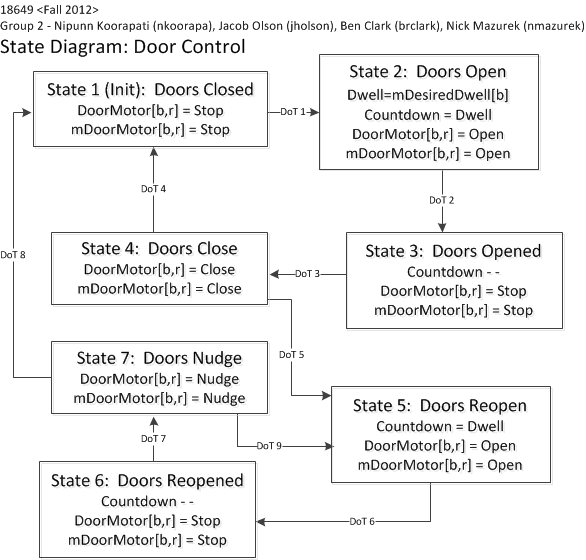 18649 <Fall 2012>
Group 2 - Nipunn Koorapati (nkoorapa), Jacob Olson (jholson), Ben Clark (brclark), Nick Mazurek (nmazurek)
State Diagram: Door Control
State 1 (Init): Doors Closed
DoorMotor[b,r] = Stop
mDoorMotor[b,r] = Stop
DoT 1
State 2: Doors Open
Dwell=mDesiredDwell[b]
Countdown = Dwell
DoorMotor[b,r] = Open
mDoorMotor[b,r] = Open
DoT 4
DoT 2
DoT 8
State 4: Doors Close
DoorMotor[b,r] = Close
mDoorMotor[b,r] = Close
DoT 3
State 3: Doors Opened
Countdown - -
DoorMotor[b,r] = Stop
mDoorMotor[b,r] = Stop
DoT 5
State 7: Doors Nudge
DoorMotor[b,r] = Nudge
mDoorMotor[b,r] = Nudge
State 5: Doors Reopen
Countdown = Dwell
DoorMotor[b,r] = Open
mDoorMotor[b,r] = Open
DoT 7
DoT 9
State 6: Doors Reopened
Countdown - -
DoorMotor[b,r] = Stop
mDoorMotor[b,r] = Stop
DoT 6